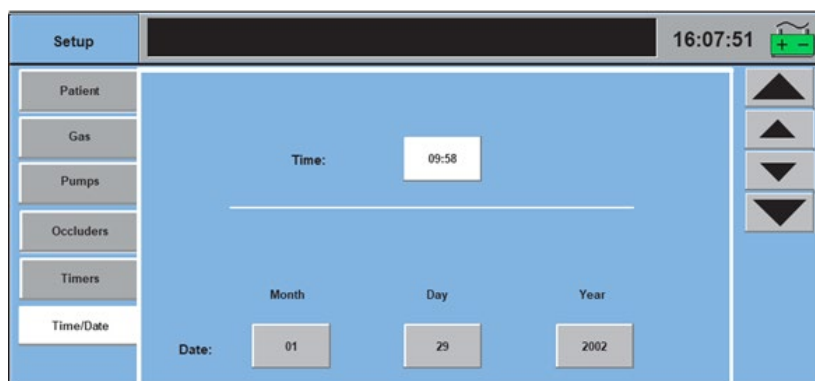 Setup
16:07:51
+ -
Patient
Gas
Pumps
Occluders
Timers
Time/Date
Time: 09:58
Month Day Year
Date: 01 29 2002